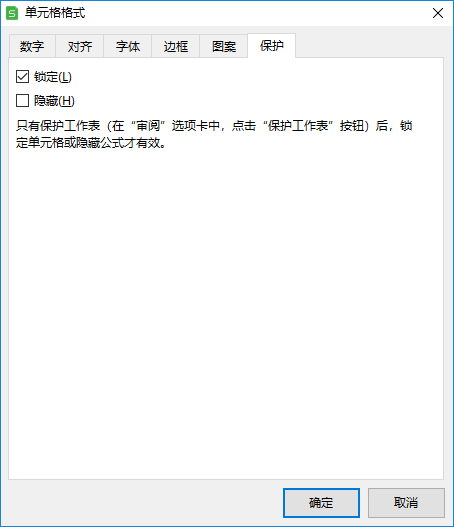 单元格格式
数字 对齐 字体 边框 图案 保护
锁定(L)
隐藏(H)
只有保护工作表（在“审阅”选项卡中，点击“保护工作表”按钮）后，锁
定单元格或隐藏公式才有效。
确定 取消